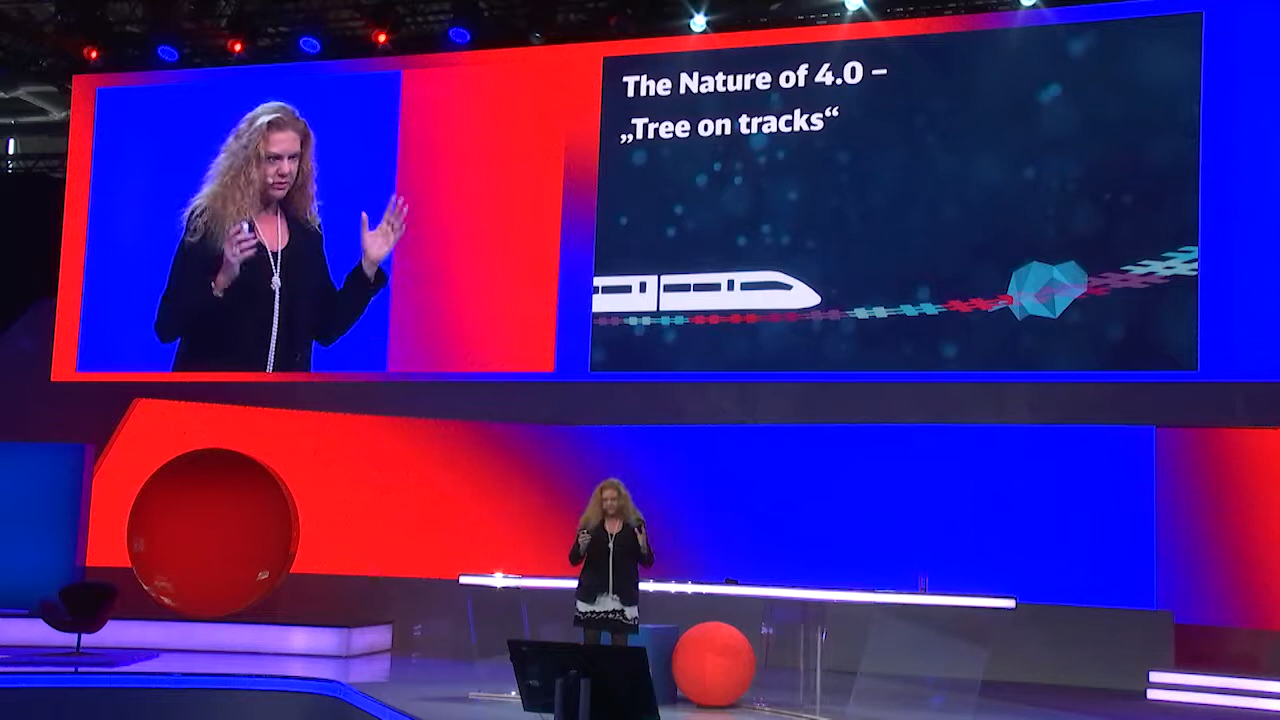 The Nature of 4.0 –
„Tree on tracks“